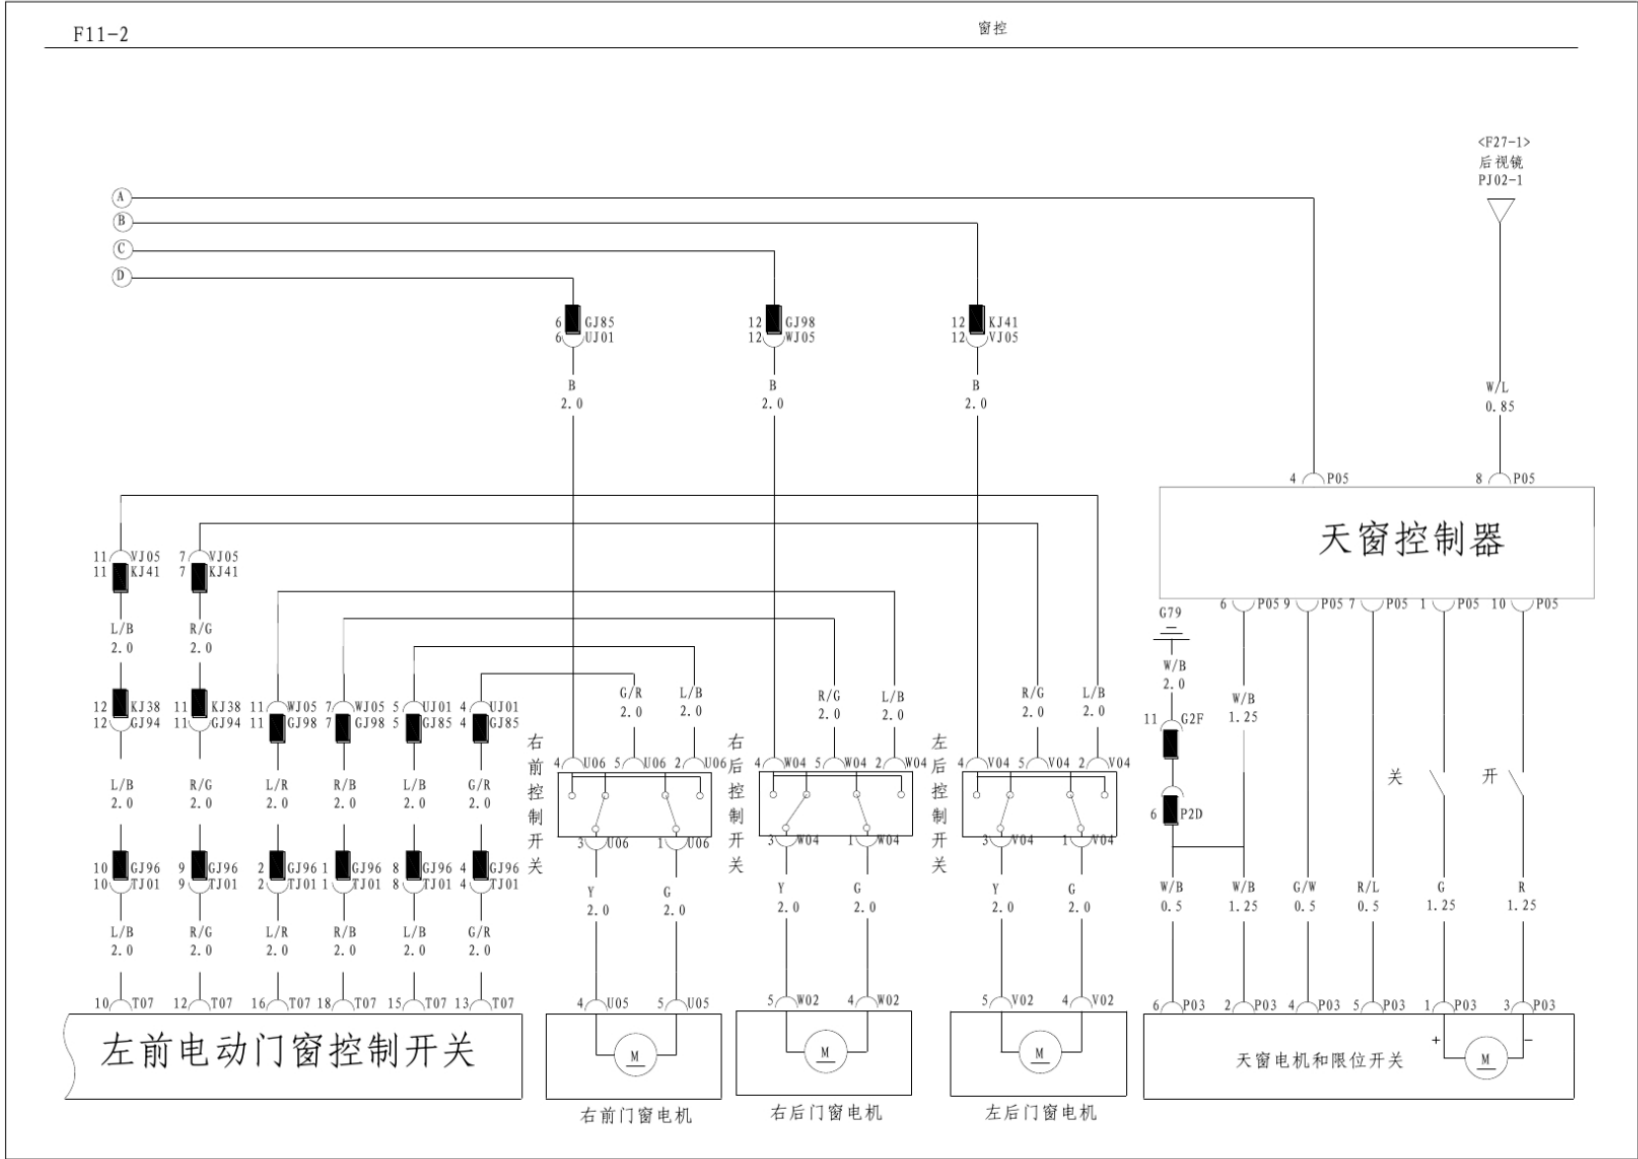 F11-2
窗控
<F27-1>
后视镜
PJ02-1
A
B
C
D
6 GJ85
6 UJ01
12 GJ98
12 WJ05
12 KJ41
12 VJ05
B
2.0
B
2.0
B
2.0
W/L
0.85
4 P05
8 P05
天窗控制器
11 VJ05
11 KJ41
7 VJ05
7 KJ41
6 P05
9 P05
7 P05
1 P05
10 P05
G79
L/B
2.0
R/G
2.0
W/B
2.0
W/B
1.25
12 KJ38
12 GJ94
11 KJ38
11 GJ94
11 WJ05
11 GJ98
7 WJ05
7 GJ98
5 UJ01
5 GJ85
4 UJ01
4 GJ85
G/R
2.0
L/B
2.0
R/G
2.0
L/B
2.0
R/G
2.0
L/B
2.0
11 G2F
6 P2D
右前控制开关
4 U06
5 U06
2 U06
右后控制开关
4 W04
5 W04
2 W04
左后控制开关
4 V04
5 V04
2 V04
关
开
L/B
2.0
R/G
2.0
L/R
2.0
R/B
2.0
L/B
2.0
G/R
2.0
3 U06
1 U06
3 W04
1 W04
3 V04
1 V04
10 GJ96
10 TJ01
9 GJ96
9 TJ01
2 GJ96
2 TJ01
1 GJ96
1 TJ01
8 GJ96
8 TJ01
4 GJ96
4 TJ01
Y
2.0
G
2.0
Y
2.0
G
2.0
Y
2.0
G
2.0
W/B
0.5
W/B
1.25
G/W
0.5
R/L
0.5
G
1.25
R
1.25
L/B
2.0
R/G
2.0
L/R
2.0
R/B
2.0
L/B
2.0
G/R
2.0
10 T07
12 T07
16 T07
18 T07
15 T07
13 T07
4 U05
5 U05
5 W02
4 W02
5 V02
4 V02
6 P03
2 P03
4 P03
5 P03
1 P03
3 P03
左前电动门窗控制开关
M
M
M
天窗电机和限位开关
+
M
−
右前门窗电机
右后门窗电机
左后门窗电机